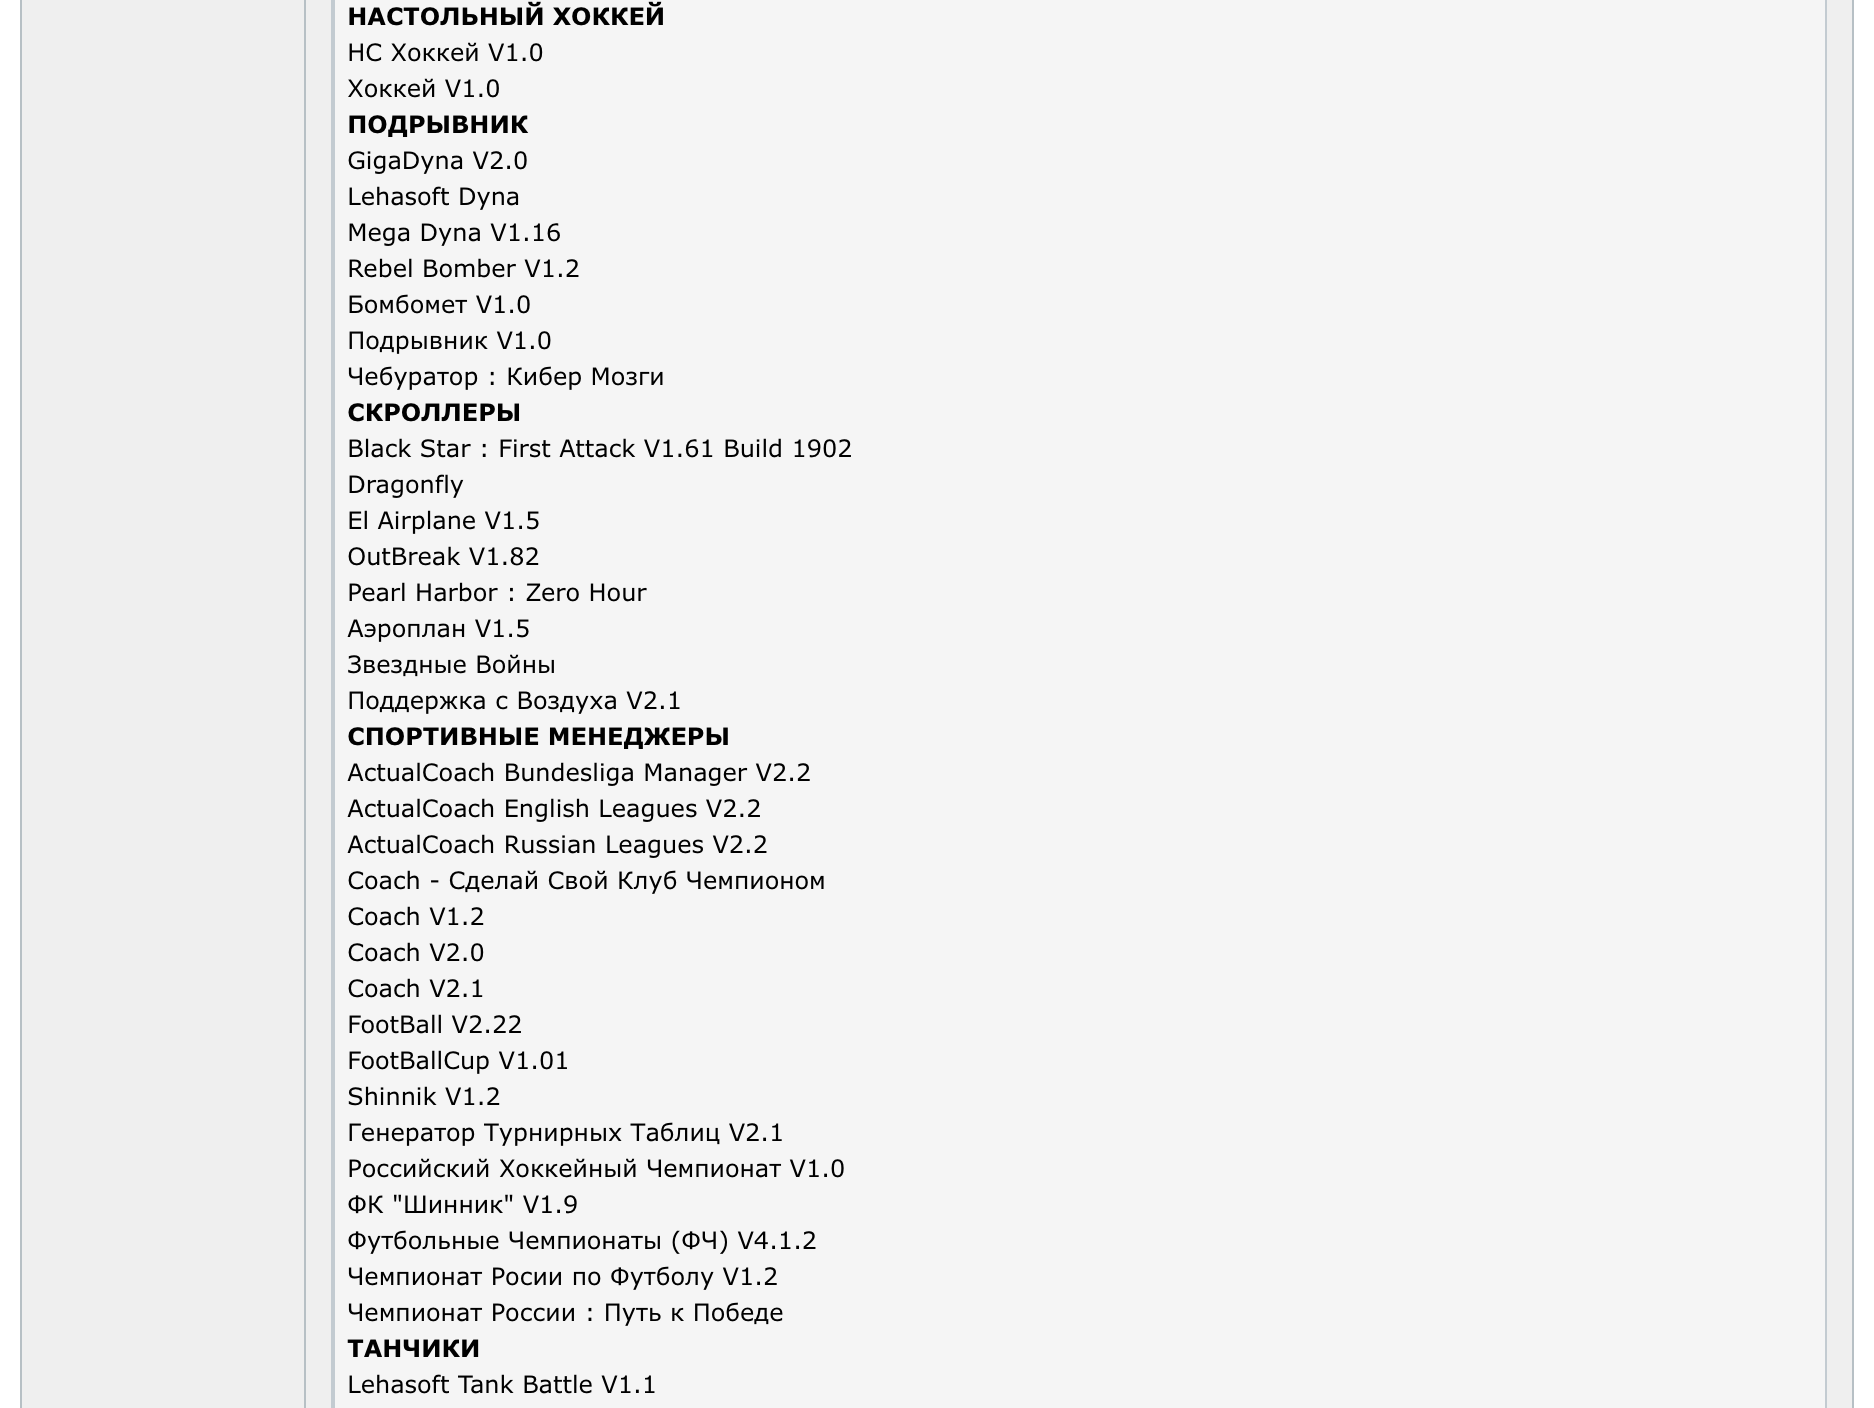 НАСТОЛЬНЫЙ ХОККЕЙ
НС Хоккей V1.0
Хоккей V1.0
ПОДРЫВНИК
GigaDyna V2.0
Lehasoft Dyna
Mega Dyna V1.16
Rebel Bomber V1.2
Бомбомет V1.0
Подрывник V1.0
Чебуратор : Кибер Мозги
СКРОЛЛЕРЫ
Black Star : First Attack V1.61 Build 1902
Dragonfly
El Airplane V1.5
OutBreak V1.82
Pearl Harbor : Zero Hour
Аэроплан V1.5
Звездные Войны
Поддержка с Воздуха V2.1
СПОРТИВНЫЕ МЕНЕДЖЕРЫ
ActualCoach Bundesliga Manager V2.2
ActualCoach English Leagues V2.2
ActualCoach Russian Leagues V2.2
Coach - Сделай Свой Клуб Чемпионом
Coach V1.2
Coach V2.0
Coach V2.1
FootBall V2.22
FootBallCup V1.01
Shinnik V1.2
Генератор Турнирных Таблиц V2.1
Российский Хоккейный Чемпионат V1.0
ФК "Шинник" V1.9
Футбольные Чемпионаты (ФЧ) V4.1.2
Чемпионат Росии по Футболу V1.2
Чемпионат России : Путь к Победе
ТАНЧИКИ
Lehasoft Tank Battle V1.1